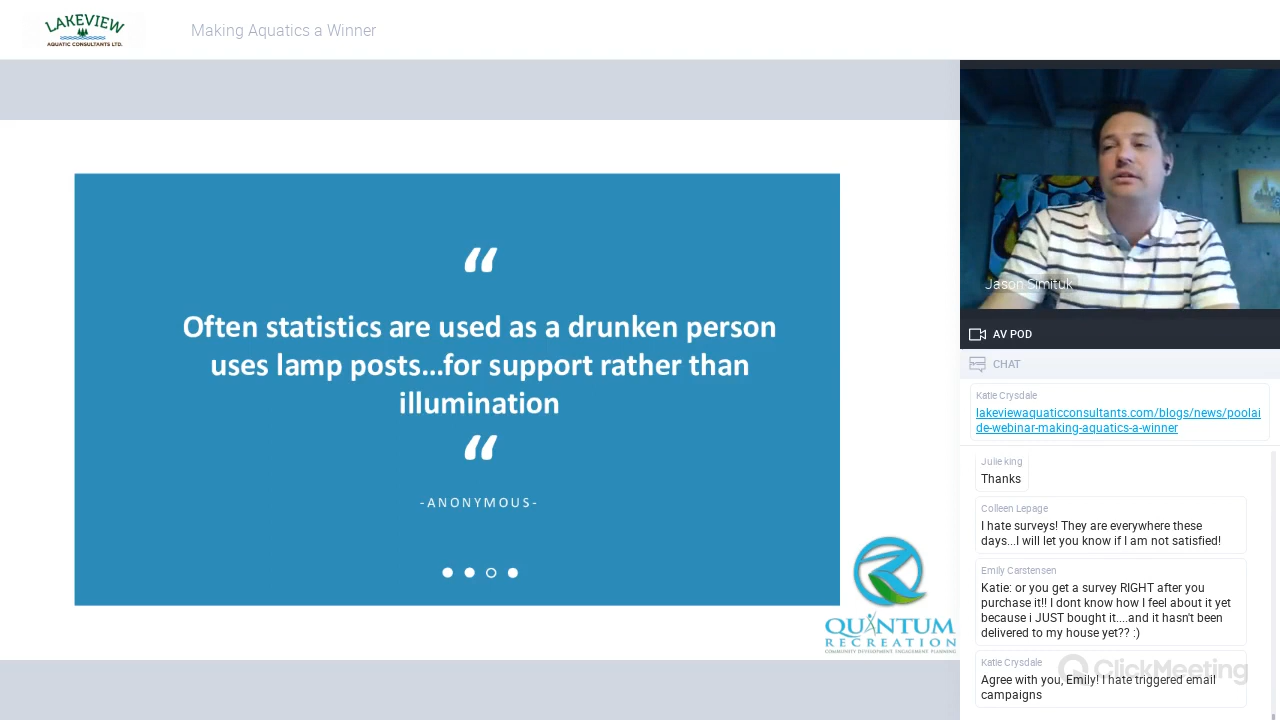 LAKEVIEW
AQUATIC CONSULTANTS LTD.
Making Aquatics a Winner
“
Often statistics are used as a drunken person
uses lamp posts...for support rather than
illumination
“
-ANONYMOUS-
QUANTUM
RECREATION
COMMUNITY DEVELOPMENT ENGAGEMENT PLANNING
Jason Simituk
AV POD
CHAT
Katie Crysdale
lakeviewaquaticconsultants.com/blogs/news/poolai
de-webinar-making-aquatics-a-winner
Julie king
Thanks
Colleen Lepage
I hate surveys! They are everywhere these
days...I will let you know if I am not satisfied!
Emily Carstensen
Katie: or you get a survey RIGHT after you
purchase it!! I dont know how I feel about it yet
because i JUST bought it....and it hasn't been
delivered to my house yet?? :)
Katie Crysdale
Agree with you, Emily! I hate triggered email
campaigns
ClickMeeting